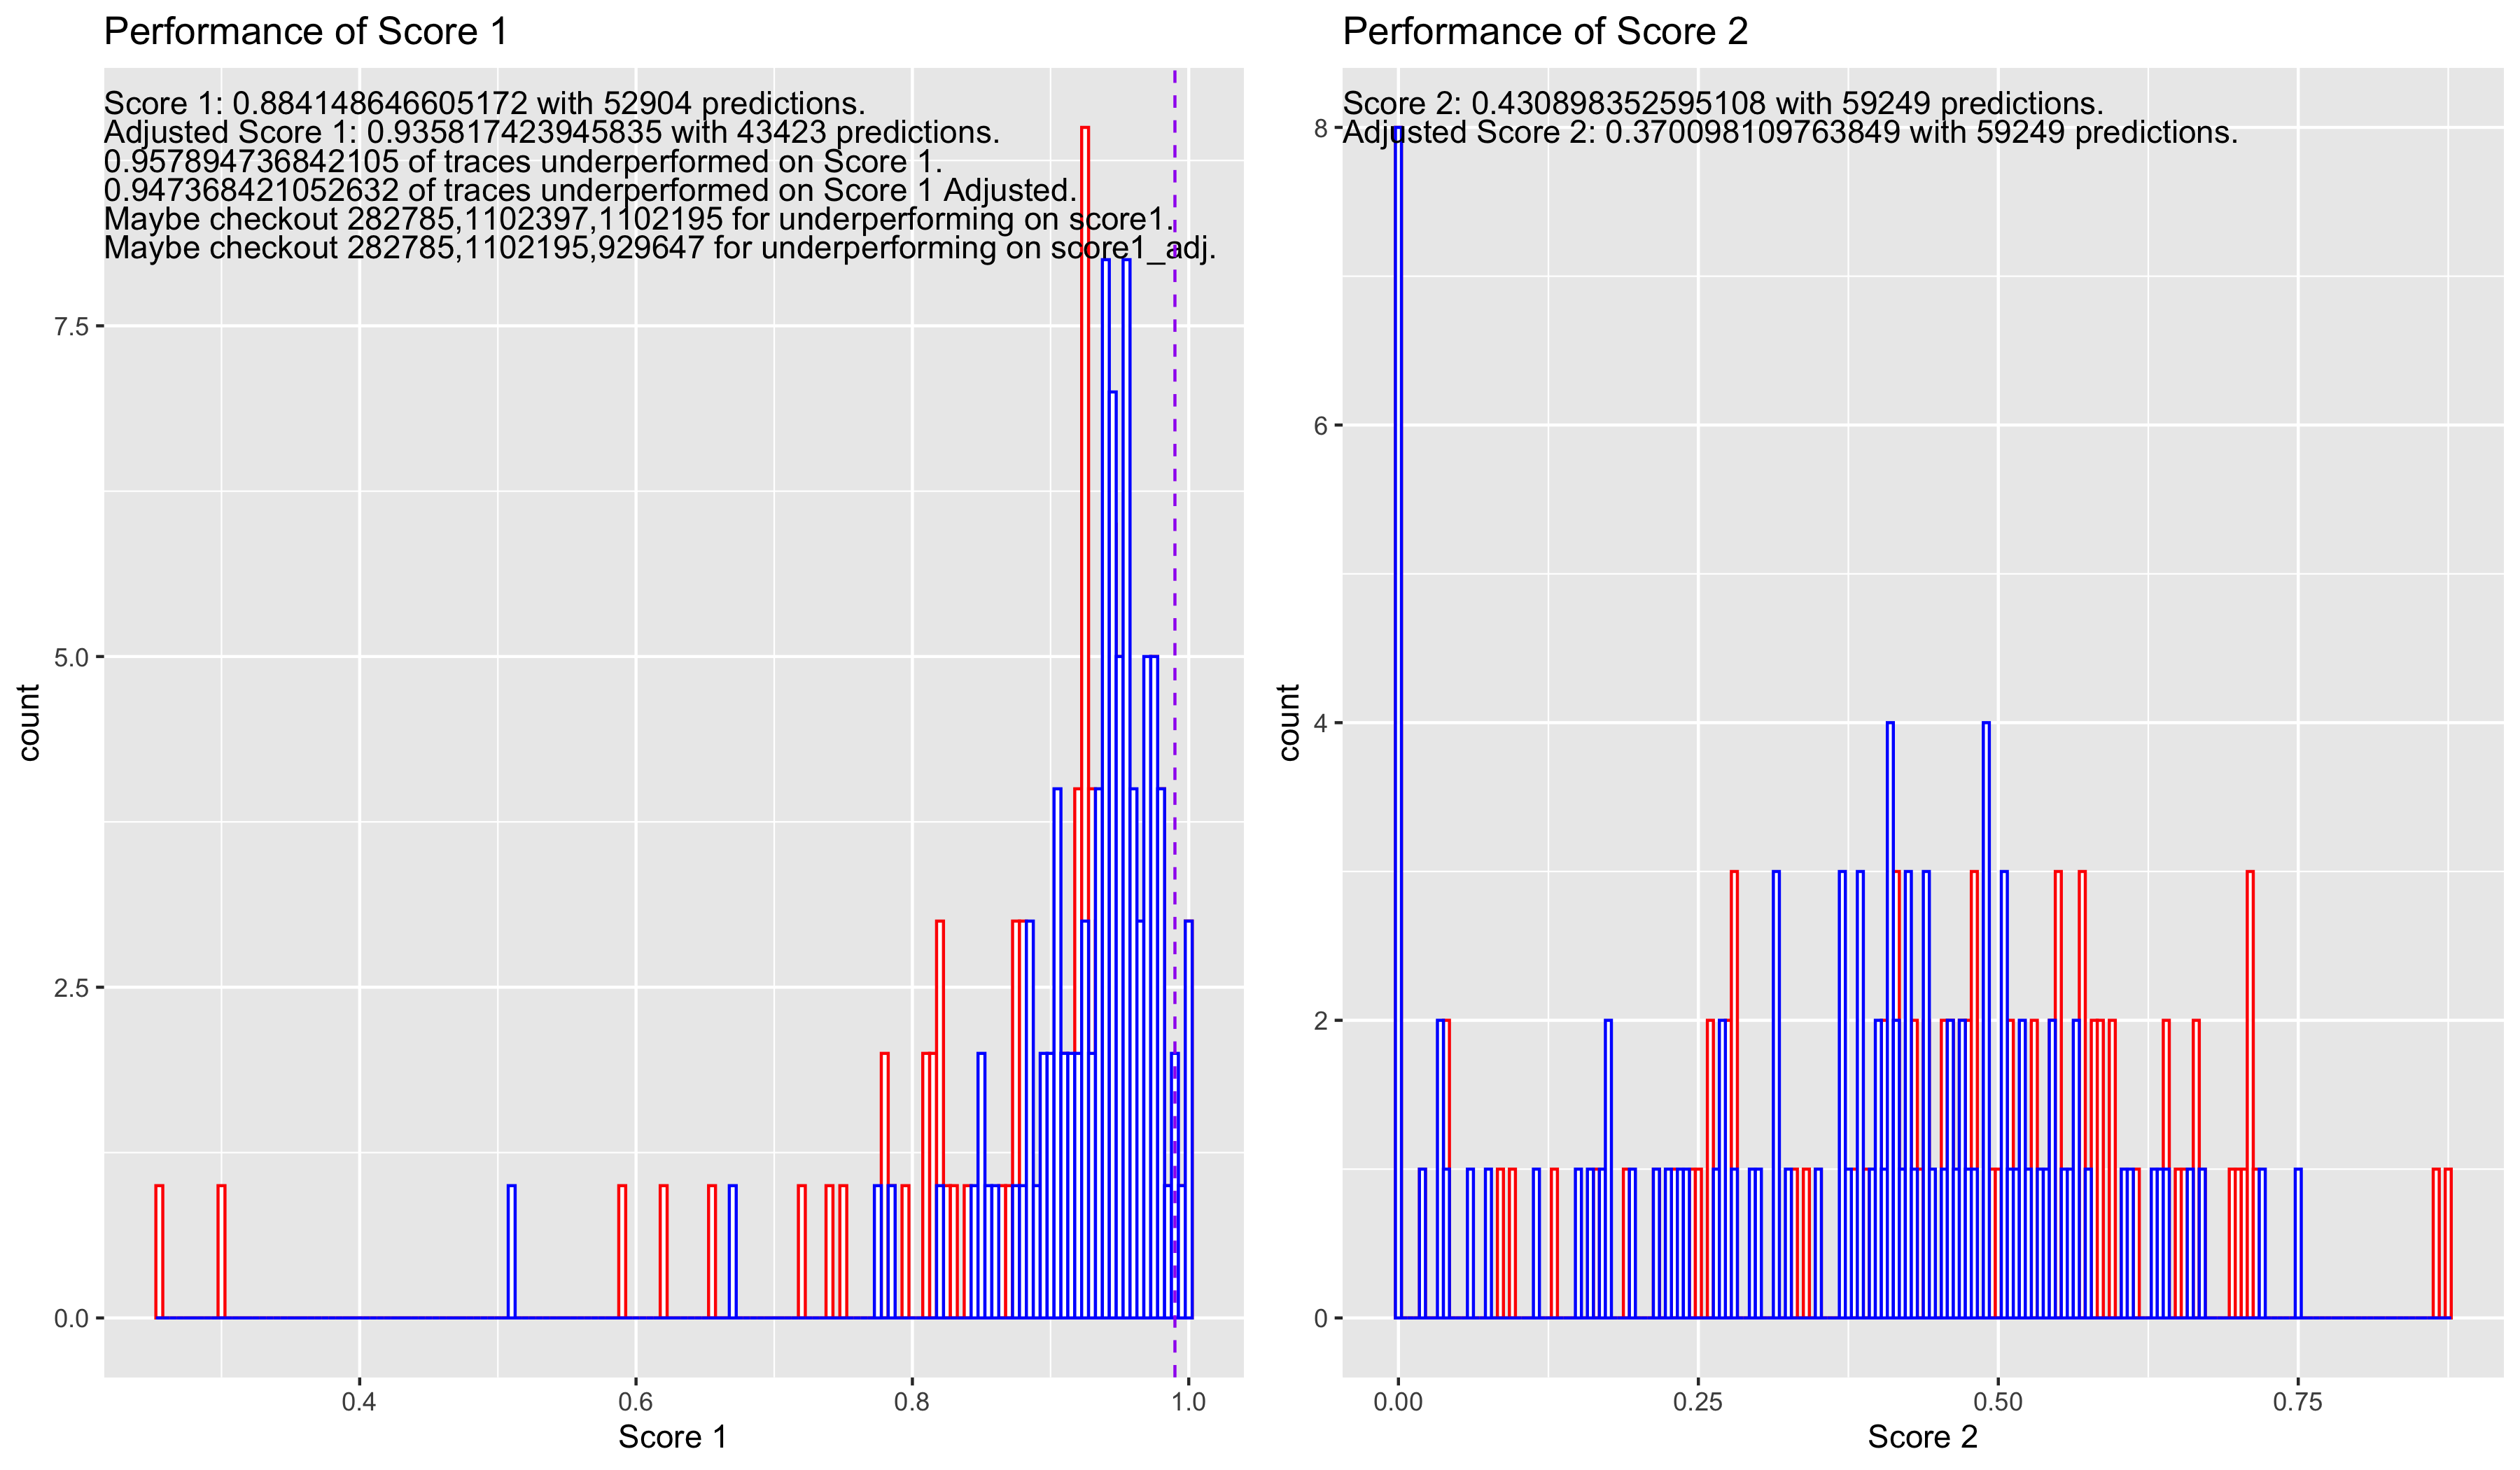 Performance of Score 1
Score 1: 0.884148646605172 with 52904 predictions.
Adjusted Score 1: 0.935817423945835 with 43423 predictions.
0.957894736842105 of traces underperformed on Score 1.
0.947368421052632 of traces underperformed on Score 1 Adjusted.
Maybe checkout 282785,1102397,1102195 for underperforming on score1.
Maybe checkout 282785,1102195,929647 for underperforming on score1_adj.
7.5
5.0
2.5
0.0
count
0.4
0.6
0.8
1.0
Score 1
Performance of Score 2
Score 2: 0.430898352595108 with 59249 predictions.
Adjusted Score 2: 0.370098109763849 with 59249 predictions.
8
6
4
2
0
count
0.00
0.25
0.50
0.75
Score 2